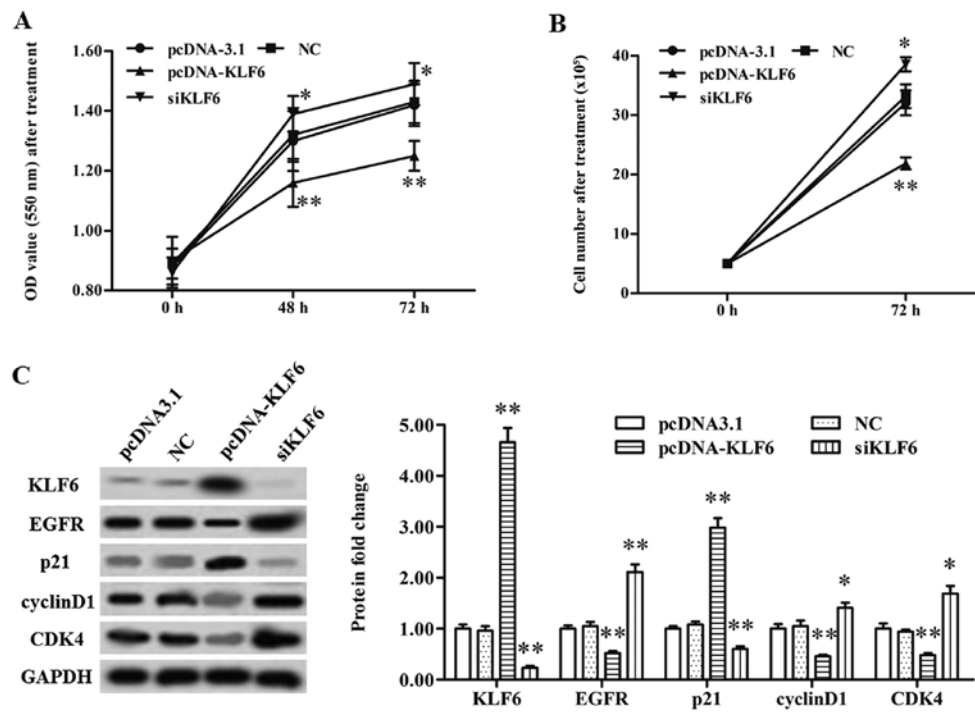 A
pcDNA-3.1 NC
pcDNA-KLF6
siKLF6
OD value (550 nm) after treatment
1.60
1.40
1.20
1.00
0.80
* *
** **
0 h 48 h 72 h
B
pcDNA-3.1 NC
pcDNA-KLF6
siKLF6
Cell number after treatment (x10⁵)
40
30
20
10
0
*
**
0 h 72 h
C
pcDNA3.1 NC pcDNA-KLF6 siKLF6
KLF6
EGFR
p21
cyclinD1
CDK4
GAPDH
pcDNA3.1 NC
pcDNA-KLF6 siKLF6
Protein fold change
5.00
4.00
3.00
2.00
1.00
0.00
** ** ** ** ** ** ** * ** *
KLF6 EGFR p21 cyclinD1 CDK4